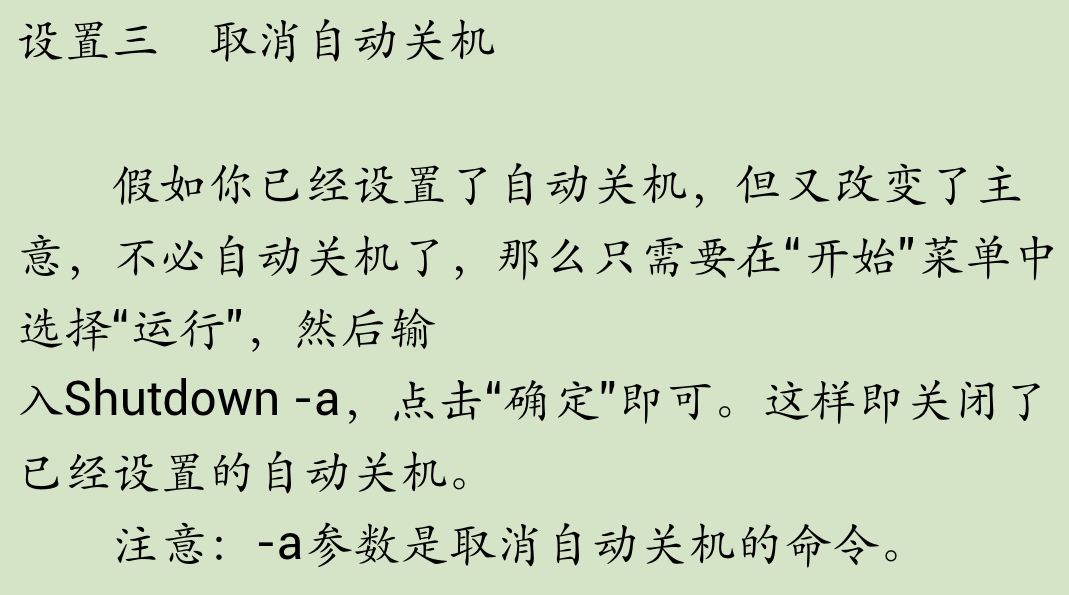 设置三　取消自动关机
假如你已经设置了自动关机，但又改变了主
意，不必自动关机了，那么只需要在“开始”菜单中
选择“运行”，然后输
入Shutdown -a，点击“确定”即可。这样即关闭了
已经设置的自动关机。
注意：-a参数是取消自动关机的命令。